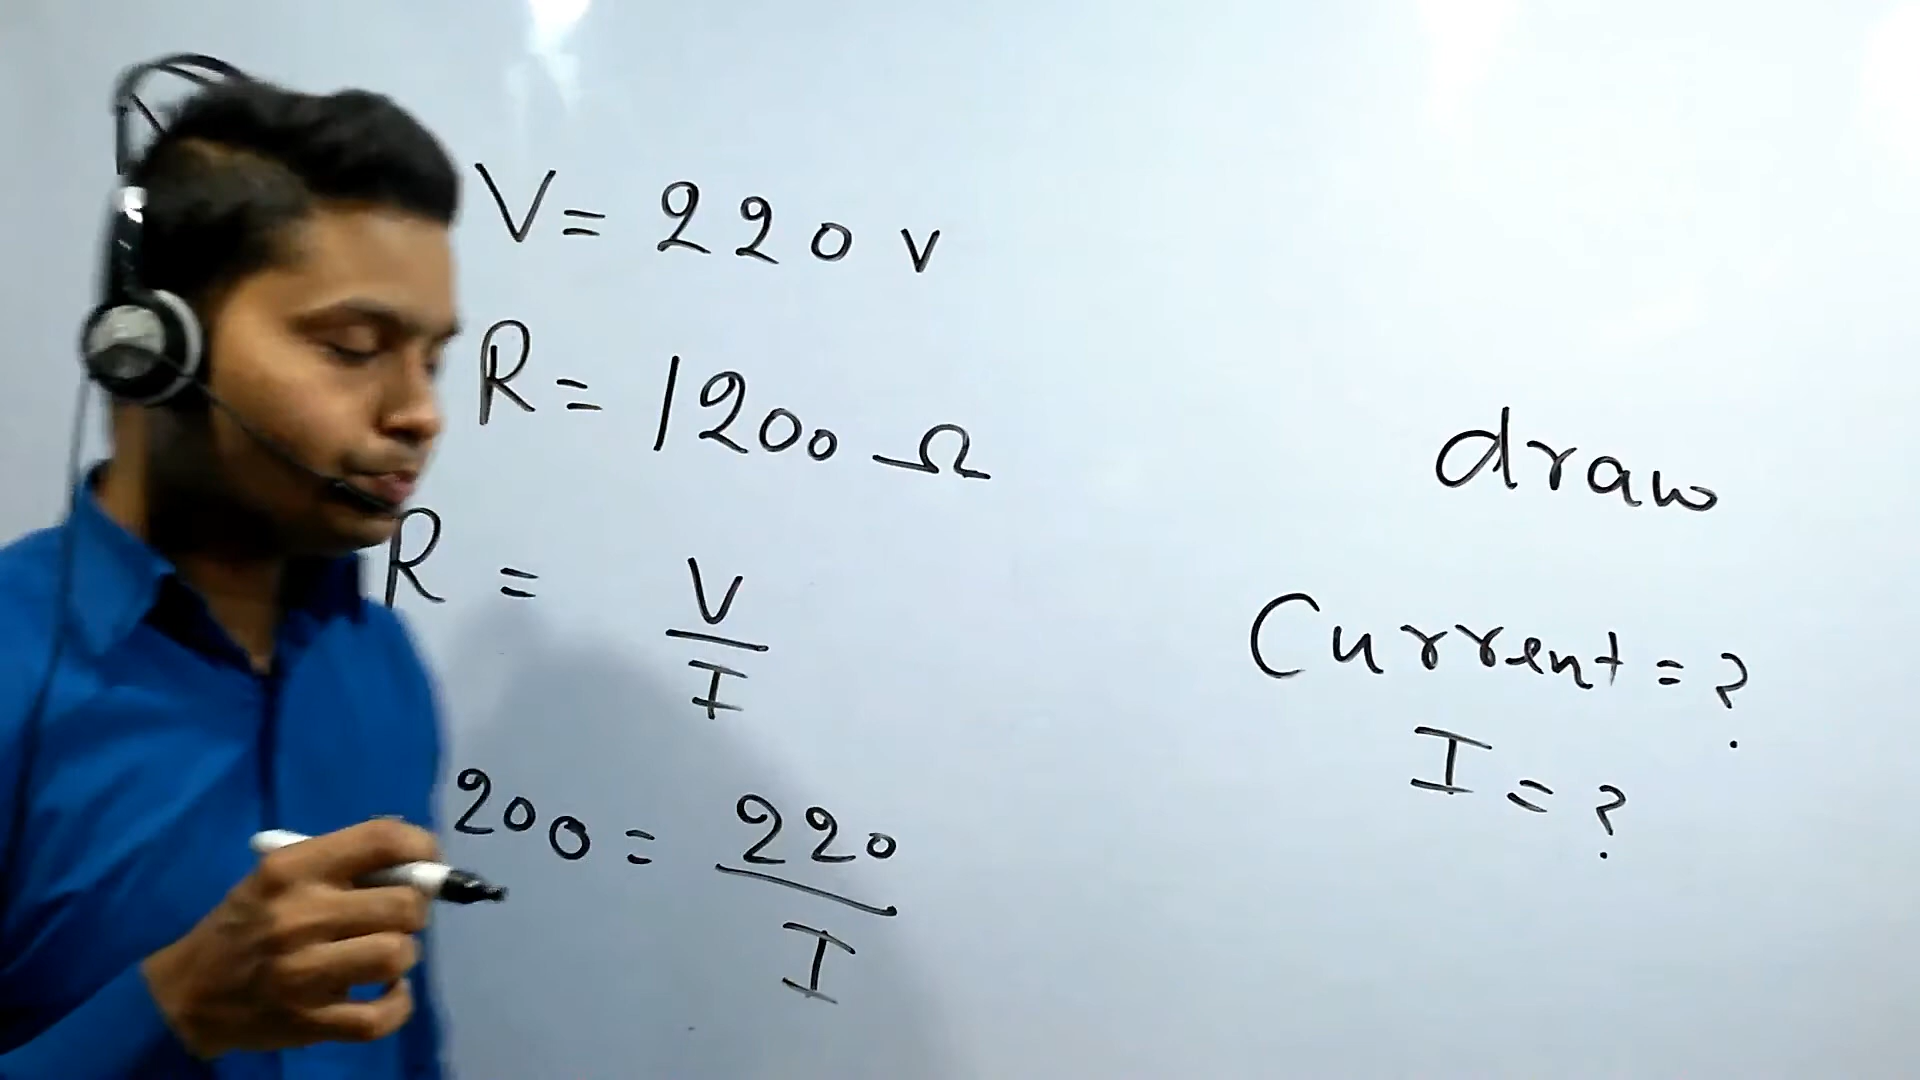 V = 220 v
R = 1200 Ω
R = V/I
200 = 220/I
draw
Current = ?
I = ?